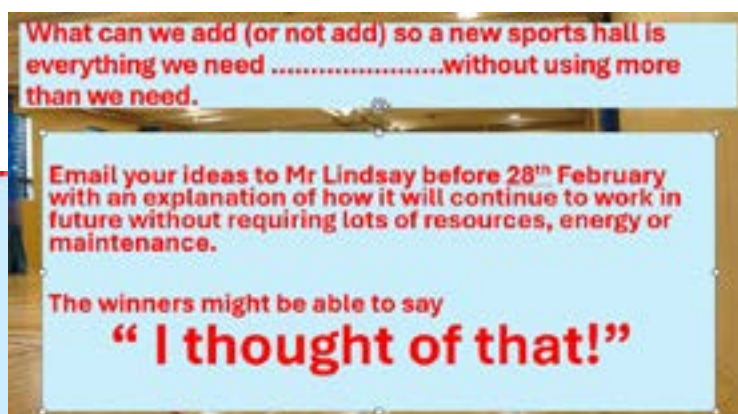 What can we add (or not add) so a new sports hall is
everything we need .......................without using more
than we need.
Email your ideas to Mr Lindsay before 28th February
with an explanation of how it will continue to work in
future without requiring lots of resources, energy or
maintenance.
The winners might be able to say
“ I thought of that!”